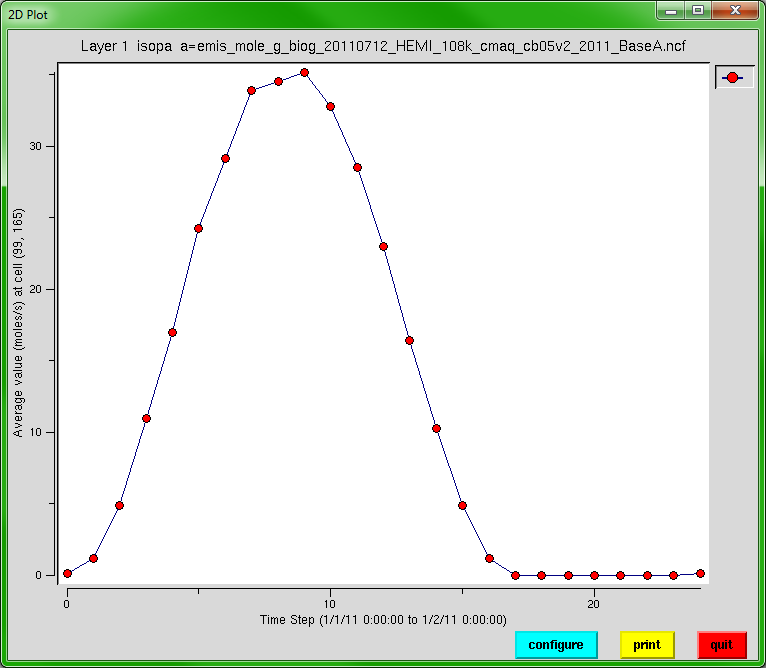 2D Plot
Layer 1 isopa a=emis_mole_g_biog_20110712_HEMI_108k_cmaq_cb05v2_2011_BaseA.ncf
Average value (moles/s) at cell (99, 165)
30
20
10
0
0 10 20
Time Step (1/1/11 0:00:00 to 1/2/11 0:00:00)
configure print quit